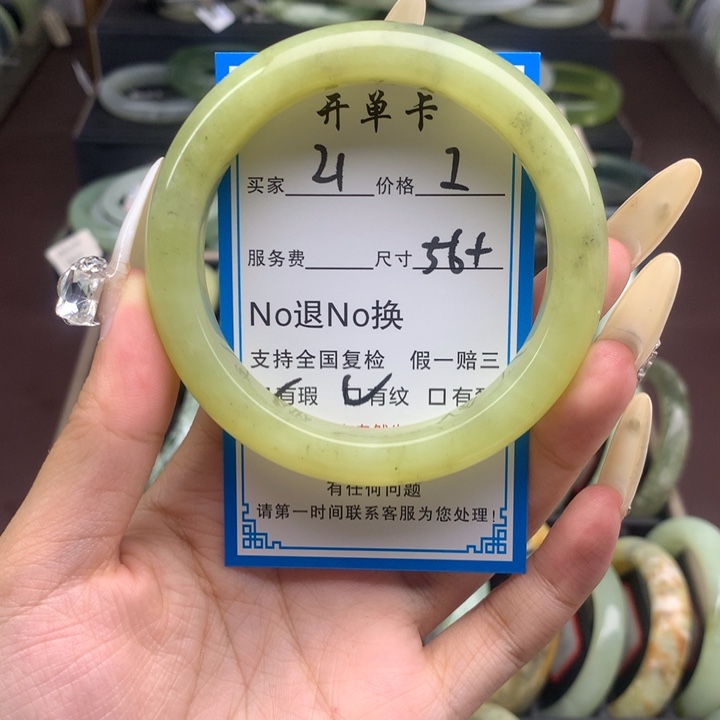 开单卡
买家 21 价格 1
服务费 尺寸 56+
No退No换
支持全国复检 假一赔三
有瑕 有纹 口有
有任何问题
请第一时间联系客服为您处理!